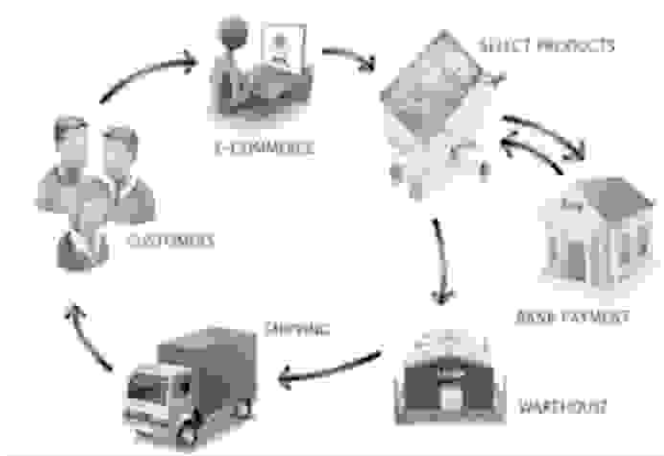 SELECT PRODUCTS
E-COMMERCE
CUSTOMERS
BANK PAYMENT
SHIPPING
WAREHOUSE